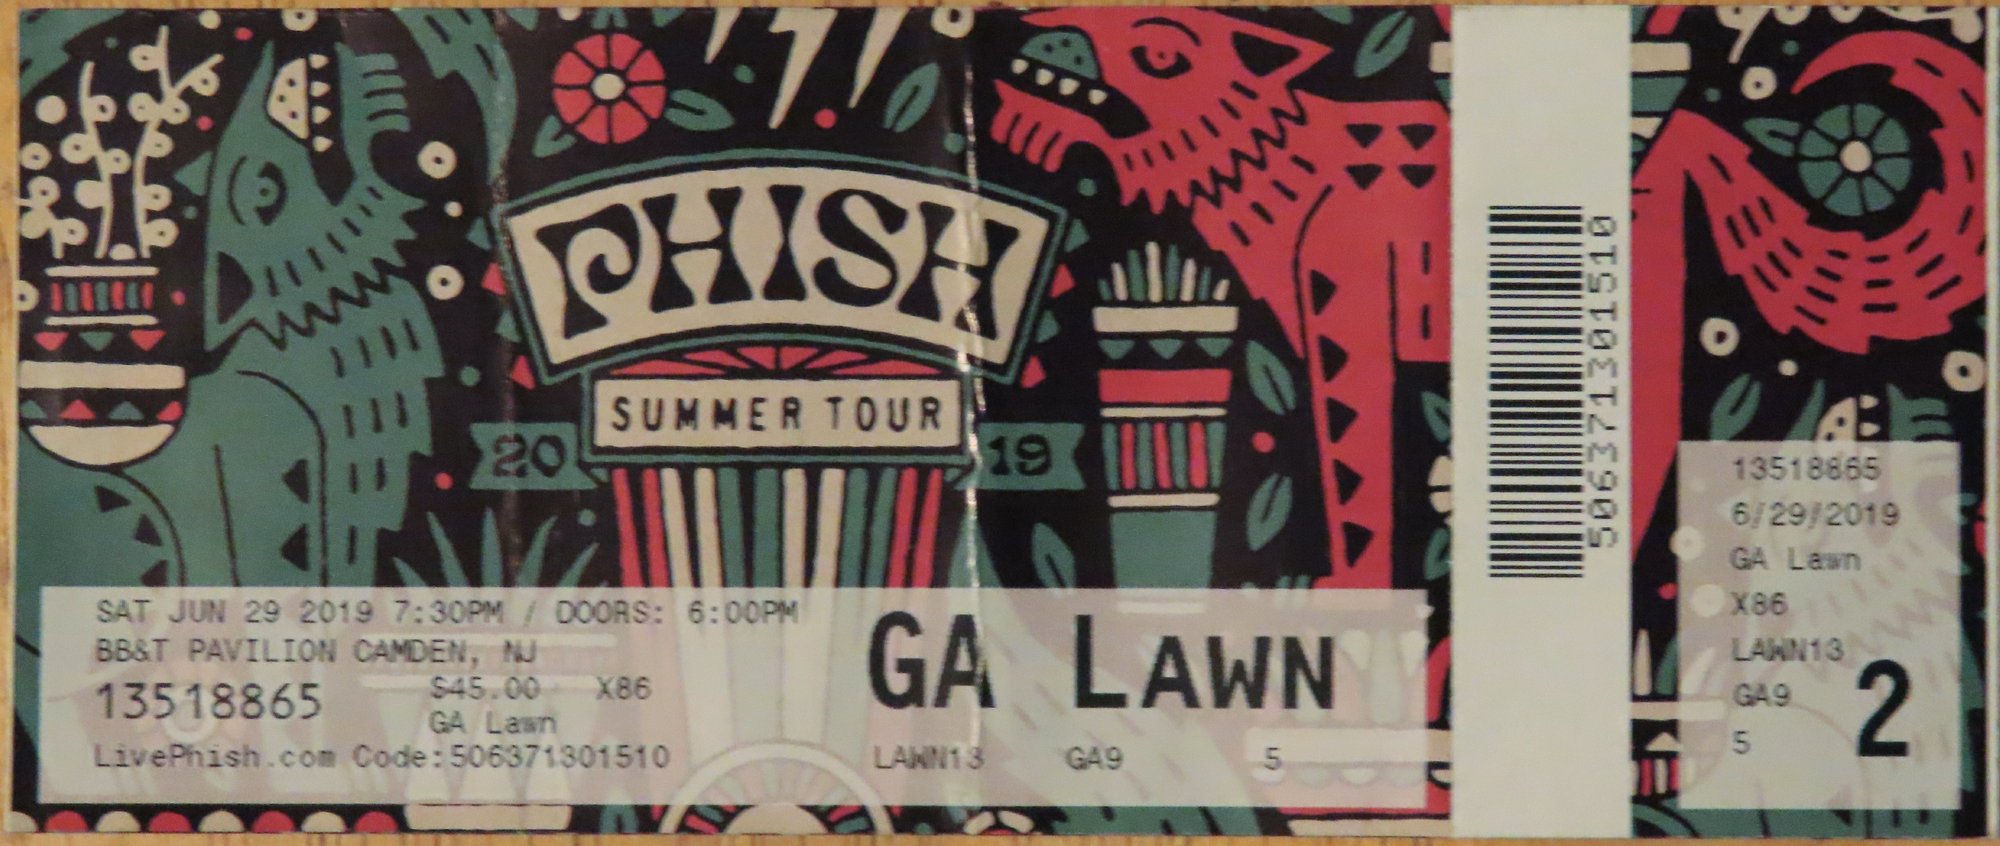 PHISH
SUMMER TOUR
20 19
SAT JUN 29 2019 7:30PM / DOORS: 6:00PM
BB&T PAVILION CAMDEN, NJ
13518865 $45.00 X86
GA Lawn
LivePhish.com Code:506371301510
GA LAWN
LAWN13 GA9 5
506371301510
13518865
6/29/2019
GA Lawn
X86
LAWN13
GA9
5
2